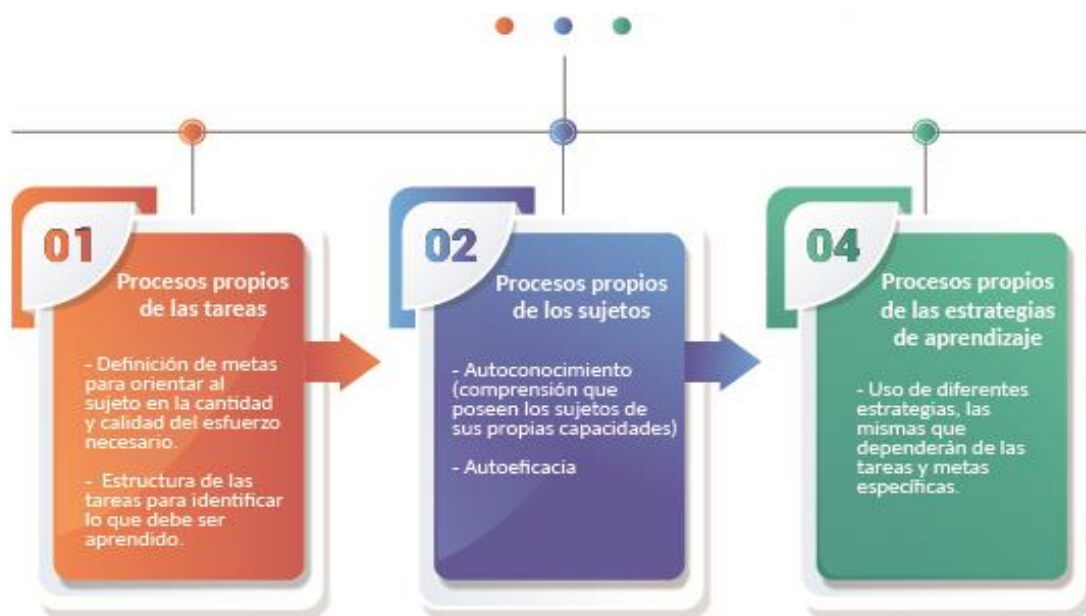 01
Procesos propios
de las tareas
- Definición de metas
para orientar al
sujeto en la cantidad
y calidad del esfuerzo
necesario.
- Estructura de las
tareas para identificar
lo que debe ser
aprendido.
02
Procesos propios
de los sujetos
- Autoconocimiento
(comprensión que
poseen los sujetos de
sus propias capacidades)
- Autoeficacia
04
Procesos propios
de las estrategias
de aprendizaje
- Uso de diferentes
estrategias, las
mismas que
dependerán de las
tareas y metas
específicas.